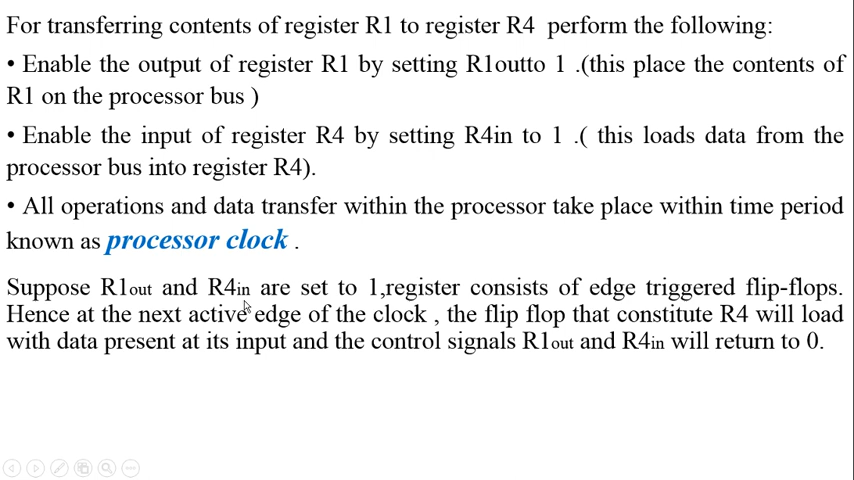 For transferring contents of register R1 to register R4 perform the following:
• Enable the output of register R1 by setting R1outto 1 .(this place the contents of
R1 on the processor bus )
• Enable the input of register R4 by setting R4in to 1 .( this loads data from the
processor bus into register R4).
• All operations and data transfer within the processor take place within time period
known as processor clock .
Suppose R1out and R4in are set to 1,register consists of edge triggered flip-flops.
Hence at the next active edge of the clock , the flip flop that constitute R4 will load
with data present at its input and the control signals R1out and R4in will return to 0.